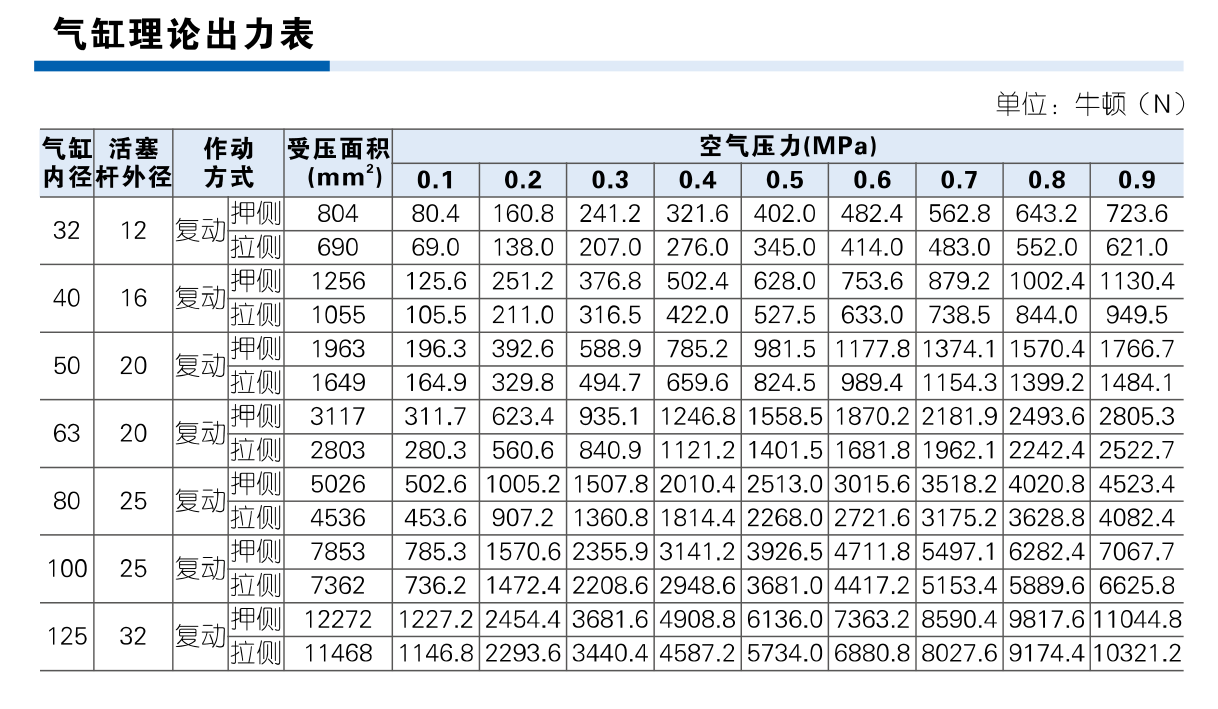 气缸理论出力表
单位：牛顿（N）
气缸内径 活塞杆外径 作动方式 受压面积(mm²) 空气压力(MPa)
0.1 0.2 0.3 0.4 0.5 0.6 0.7 0.8 0.9
32 12 复动 押侧 804 80.4 160.8 241.2 321.6 402.0 482.4 562.8 643.2 723.6
拉侧 690 69.0 138.0 207.0 276.0 345.0 414.0 483.0 552.0 621.0
40 16 复动 押侧 1256 125.6 251.2 376.8 502.4 628.0 753.6 879.2 1002.4 1130.4
拉侧 1055 105.5 211.0 316.5 422.0 527.5 633.0 738.5 844.0 949.5
50 20 复动 押侧 1963 196.3 392.6 588.9 785.2 981.5 1177.8 1374.1 1570.4 1766.7
拉侧 1649 164.9 329.8 494.7 659.6 824.5 989.4 1154.3 1399.2 1484.1
63 20 复动 押侧 3117 311.7 623.4 935.1 1246.8 1558.5 1870.2 2181.9 2493.6 2805.3
拉侧 2803 280.3 560.6 840.9 1121.2 1401.5 1681.8 1962.1 2242.4 2522.7
80 25 复动 押侧 5026 502.6 1005.2 1507.8 2010.4 2513.0 3015.6 3518.2 4020.8 4523.4
拉侧 4536 453.6 907.2 1360.8 1814.4 2268.0 2721.6 3175.2 3628.8 4082.4
100 25 复动 押侧 7853 785.3 1570.6 2355.9 3141.2 3926.5 4711.8 5497.1 6282.4 7067.7
拉侧 7362 736.2 1472.4 2208.6 2948.6 3681.0 4417.2 5153.4 5889.6 6625.8
125 32 复动 押侧 12272 1227.2 2454.4 3681.6 4908.8 6136.0 7363.2 8590.4 9817.6 11044.8
拉侧 11468 1146.8 2293.6 3440.4 4587.2 5734.0 6880.8 8027.6 9174.4 10321.2